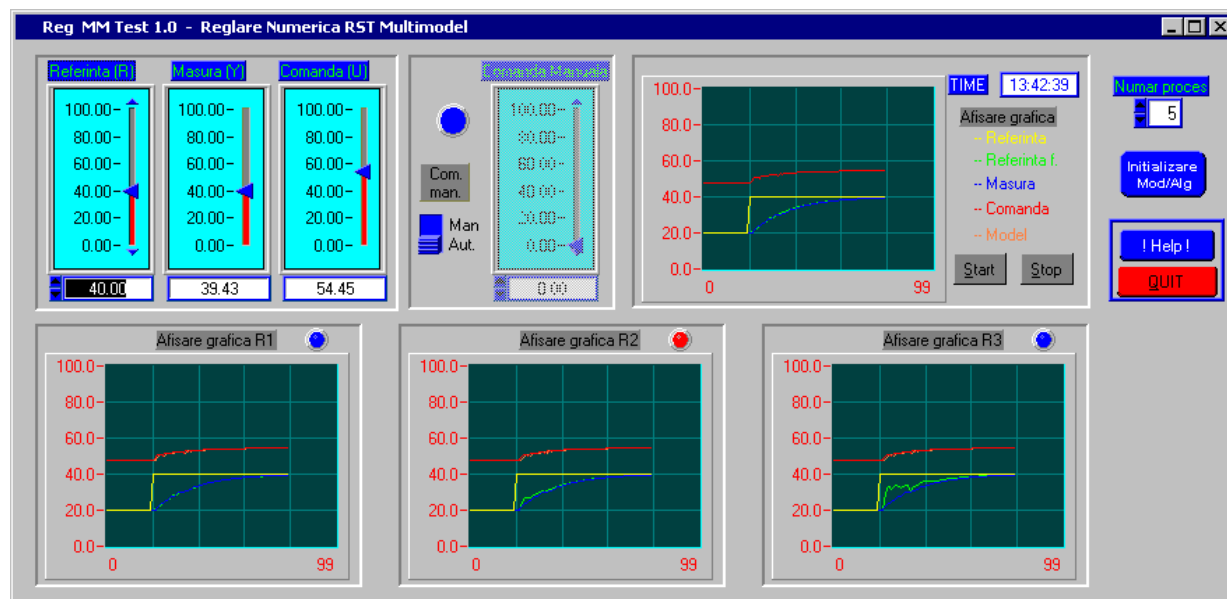 Reg MM Test 1.0 - Reglare Numerica RST Multimodel
Referinta (R)
100.00
80.00
60.00
40.00
20.00
0.00
40.00
Masura (Y)
100.00
80.00
60.00
40.00
20.00
0.00
39.43
Comanda (U)
100.00
80.00
60.00
40.00
20.00
0.00
54.45
Comanda Manuala
Com.
man.
Man
Aut.
100.00
80.00
60.00
40.00
20.00
0.00
0.00
100.0
80.0
60.0
40.0
20.0
0.0
0 99
TIME 13:42:39
Afisare grafica
-- Referinta
-- Referinta f.
-- Masura
-- Comanda
-- Model
Start Stop
Numar proces
5
Initializare
Mod/Alg
! Help !
QUIT
Afisare grafica R1
100.0
80.0
60.0
40.0
20.0
0.0
0 99
Afisare grafica R2
100.0
80.0
60.0
40.0
20.0
0.0
0 99
Afisare grafica R3
100.0
80.0
60.0
40.0
20.0
0.0
0 99